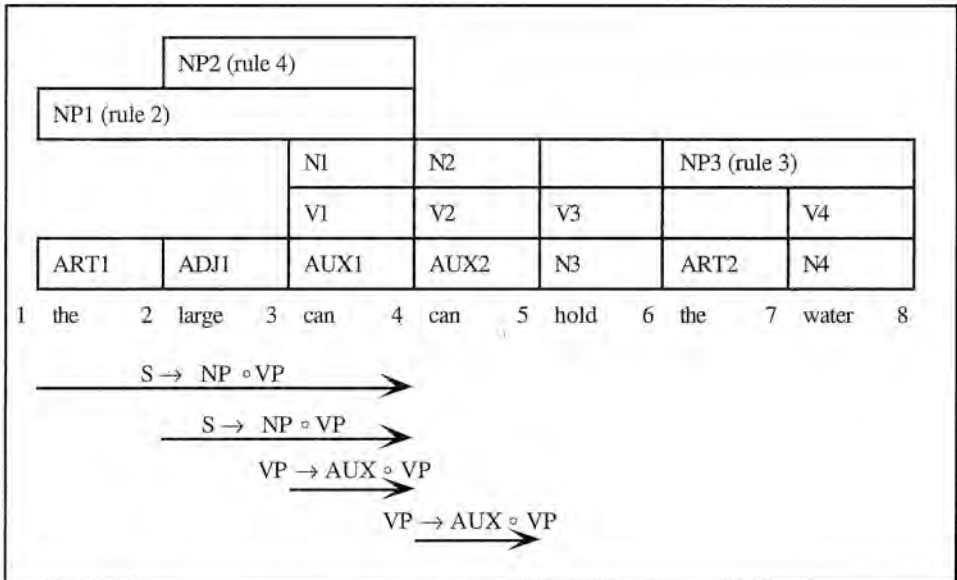 NP2 (rule 4)
NP1 (rule 2)
N1 N2 NP3 (rule 3)
V1 V2 V3 V4
ART1 ADJ1 AUX1 AUX2 N3 ART2 N4
1 the 2 large 3 can 4 can 5 hold 6 the 7 water 8
S → NP ∘ VP
S → NP ∘ VP
VP → AUX ∘ VP
VP → AUX ∘ VP